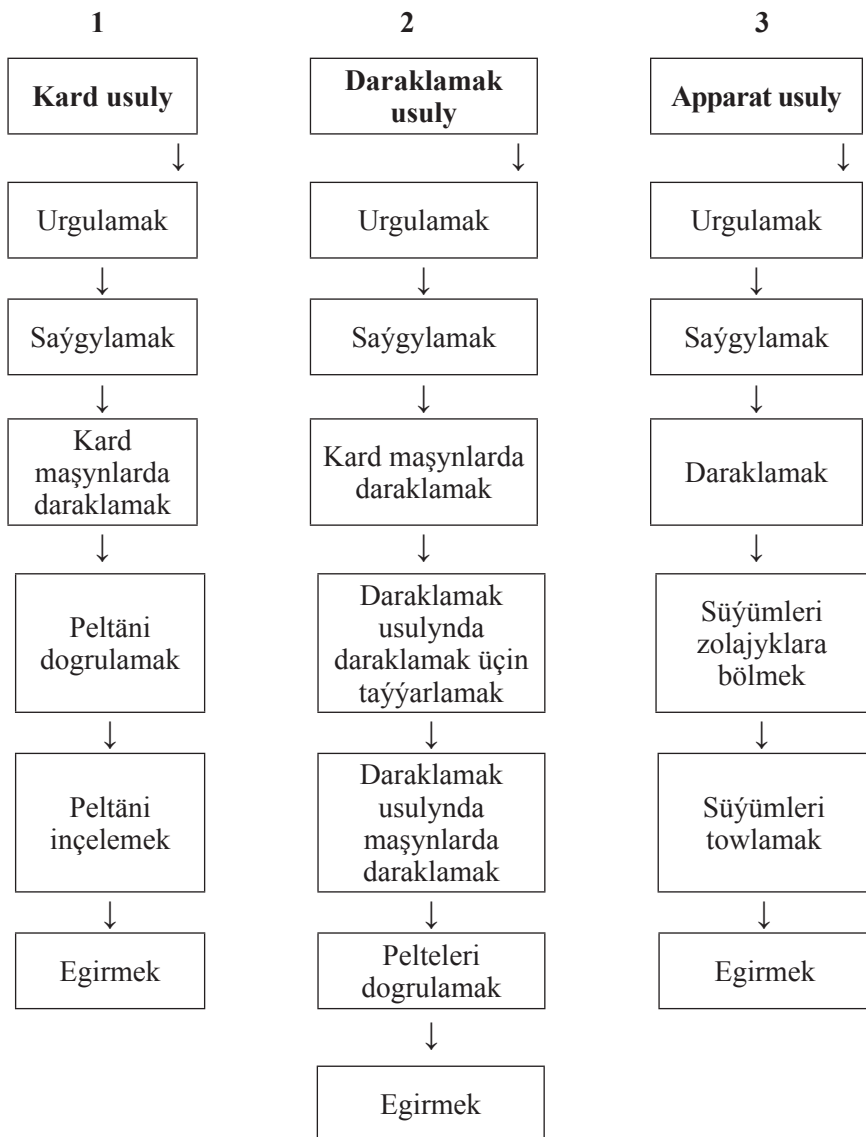 1
Kard usuly
↓
Urgulamak
↓
Saýgylamak
↓
Kard
maşynlarda
daraklamak
↓
Peltäni
dogrulamak
↓
Peltäni
inçelemek
↓
Egirmek
2
Daraklamak
usuly
↓
Urgulamak
↓
Saýgylamak
↓
Kard maşynlarda
daraklamak
↓
Daraklamak
usulynda
daraklamak üçin
taýýarlamak
↓
Daraklamak
usulynda
maşynlarda
daraklamak
↓
Pelteleri
dogrulamak
↓
Egirmek
3
Apparat usuly
↓
Urgulamak
↓
Saýgylamak
↓
Daraklamak
↓
Süýümleri
zolajyklara
bölmek
↓
Süýümleri
towlamak
↓
Egirmek